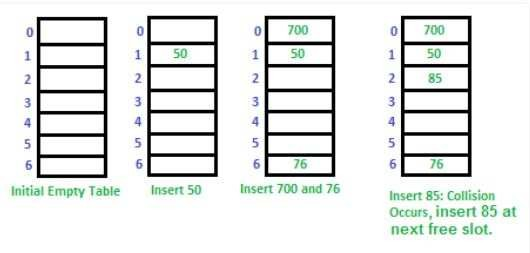 0 0 0 700 0 700
1 1 50 1 50 1 50
2 2 2 2 85
3 3 3 3
4 4 4 4
5 5 5 5
6 6 6 76 6 76
Initial Empty Table
Insert 50
Insert 700 and 76
Insert 85: Collision
Occurs, insert 85 at
next free slot.